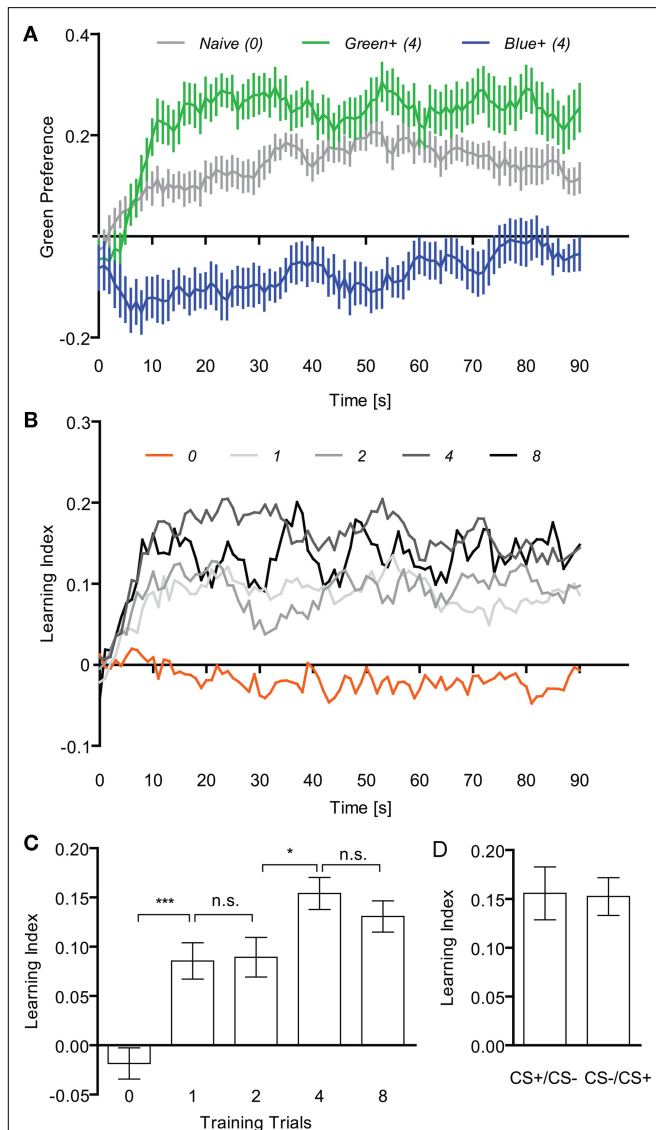 A
Naive (0) Green+ (4) Blue+ (4)
0.4
0.2
-0.2
Green Preference
0 10 20 30 40 50 60 70 80 90
Time [s]
B
0 1 2 4 8
0.3
0.2
0.1
0
-0.1
Learning Index
0 10 20 30 40 50 60 70 80 90
Time [s]
C
0.20
0.15
0.10
0.05
0.00
-0.05
Learning Index
*** n.s. * n.s.
0 1 2 4 8
Training Trials
D
0.20
0.15
0.10
0.05
0.00
Learning Index
CS+/CS- CS-/CS+